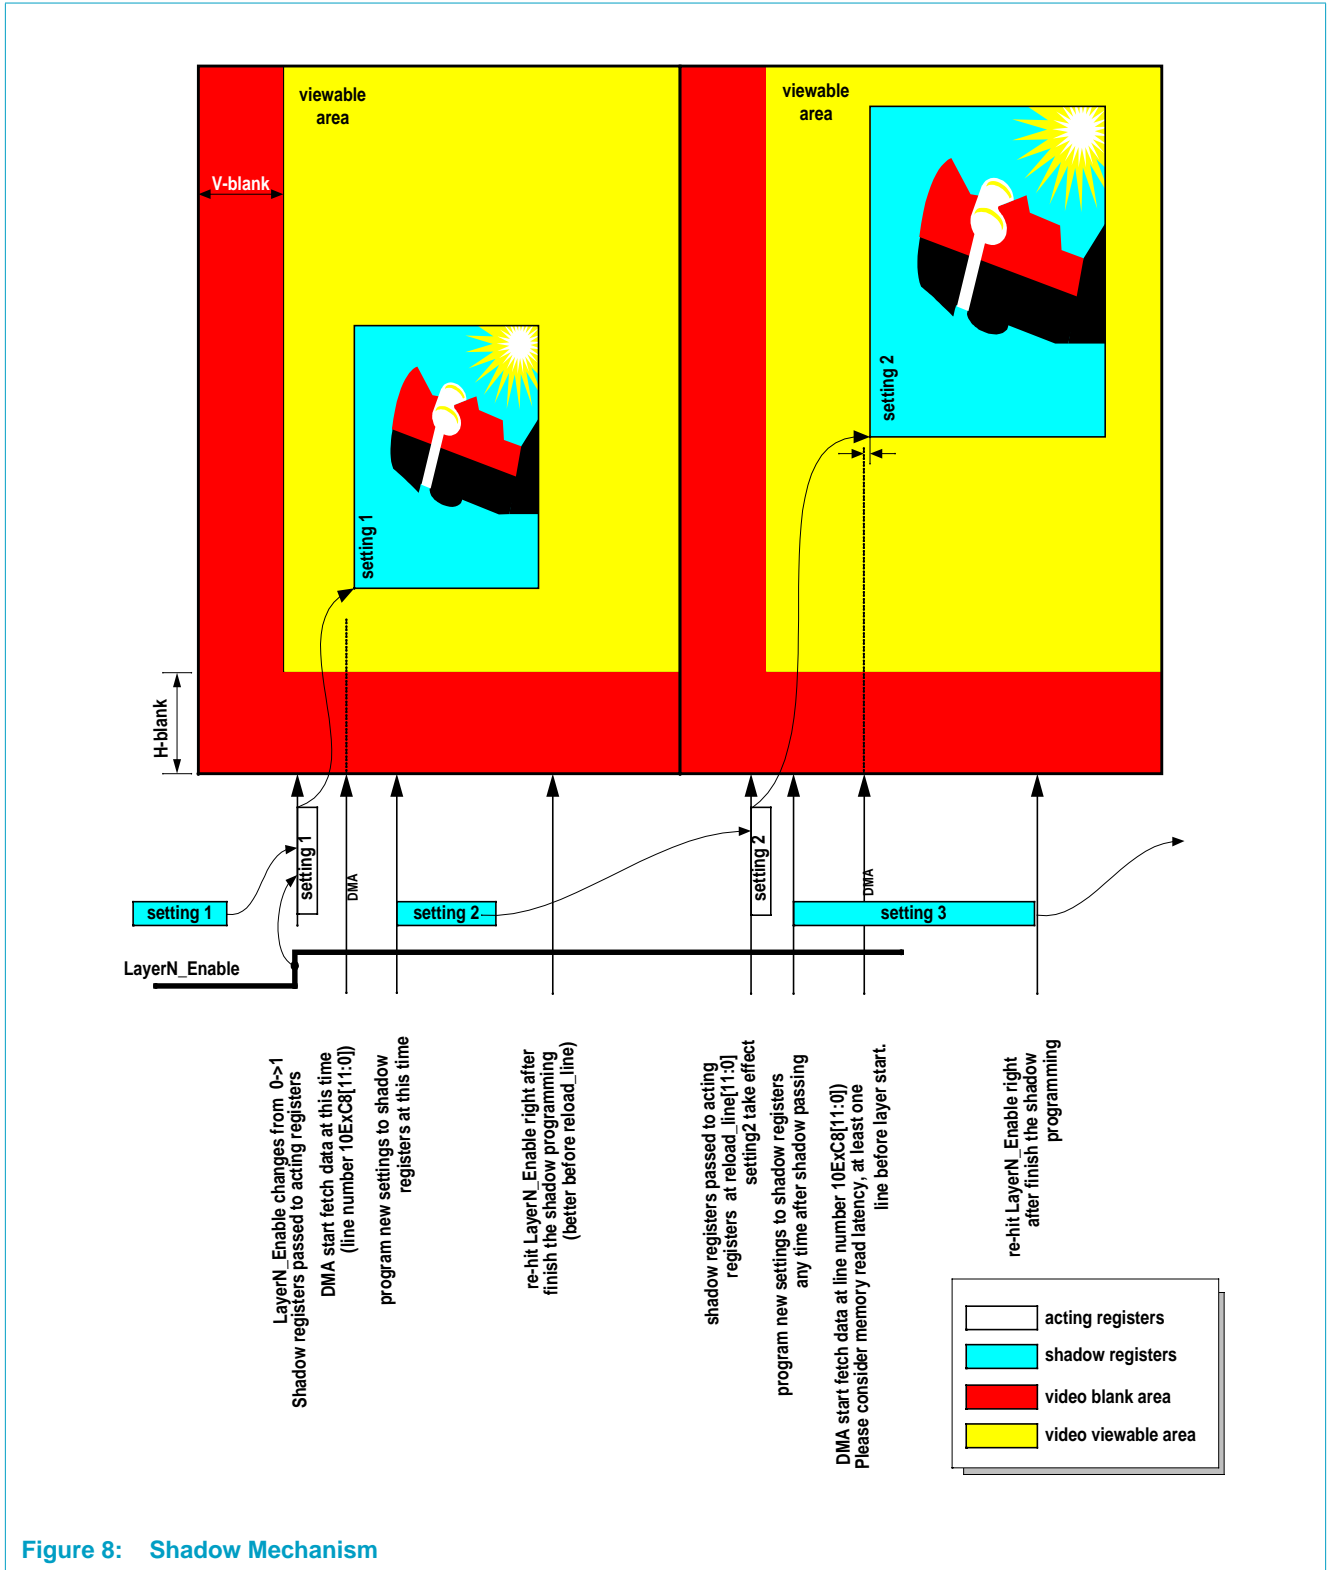 viewable
area
viewable
area
V-blank
setting 2
setting 1
H-blank
setting 1
DMA
setting 2
DMA
setting 1
setting 2
setting 3
LayerN_Enable
LayerN_Enable changes from 0->1
Shadow registers passed to acting registers
DMA start fetch data at this time
(line number 10ExC8[11:0])
program new settings to shadow
registers at this time
re-hit LayerN_Enable right after
finish the shadow programming
(better before reload_line)
shadow registers passed to acting
registers at reload_line[11:0]
setting2 take effect
program new settings to shadow registers
any time after shadow passing
DMA start fetch data at line number 10ExC8[11:0])
Please consider memory read latency, at least one
line before layer start.
re-hit LayerN_Enable right
after finish the shadow
programming
acting registers
shadow registers
video blank area
video viewable area
Figure 8: Shadow Mechanism